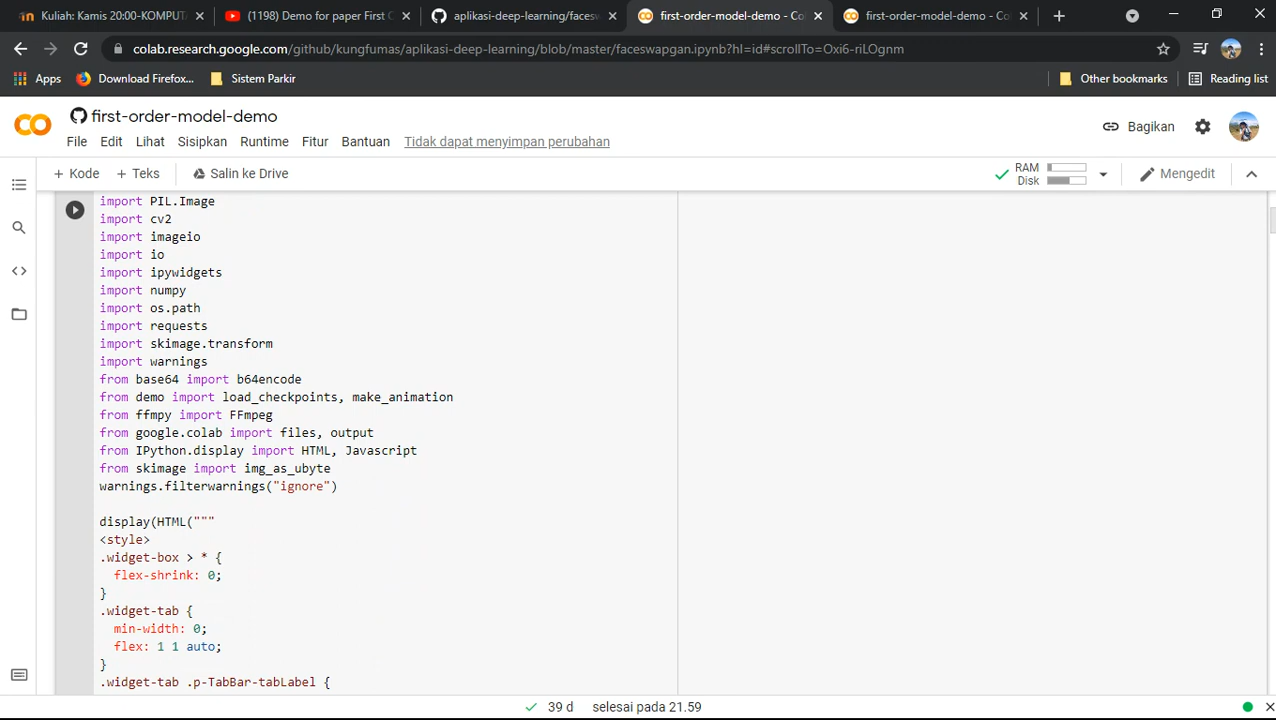 Kuliah: Kamis 20:00-KOMPUTA
(1198) Demo for paper First O
aplikasi-deep-learning/facesw
first-order-model-demo - Co
first-order-model-demo - Co
colab.research.google.com/github/kungfumas/aplikasi-deep-learning/blob/master/faceswapgan.ipynb?hl=id#scrollTo=Oxi6-riLOgnm
Apps
Download Firefox...
Sistem Parkir
Other bookmarks
Reading list
first-order-model-demo
File Edit Lihat Sisipkan Runtime Fitur Bantuan Tidak dapat menyimpan perubahan
Bagikan
+ Kode + Teks Salin ke Drive
RAM
Disk
Mengedit
import PIL.Image
import cv2
import imageio
import io
import ipywidgets
import numpy
import os.path
import requests
import skimage.transform
import warnings
from base64 import b64encode
from demo import load_checkpoints, make_animation
from ffmpy import FFmpeg
from google.colab import files, output
from IPython.display import HTML, Javascript
from skimage import img_as_ubyte
warnings.filterwarnings("ignore")
display(HTML("""
<style>
.widget-box > * {
flex-shrink: 0;
}
.widget-tab {
min-width: 0;
flex: 1 1 auto;
}
.widget-tab .p-TabBar-tabLabel {
39 d selesai pada 21.59